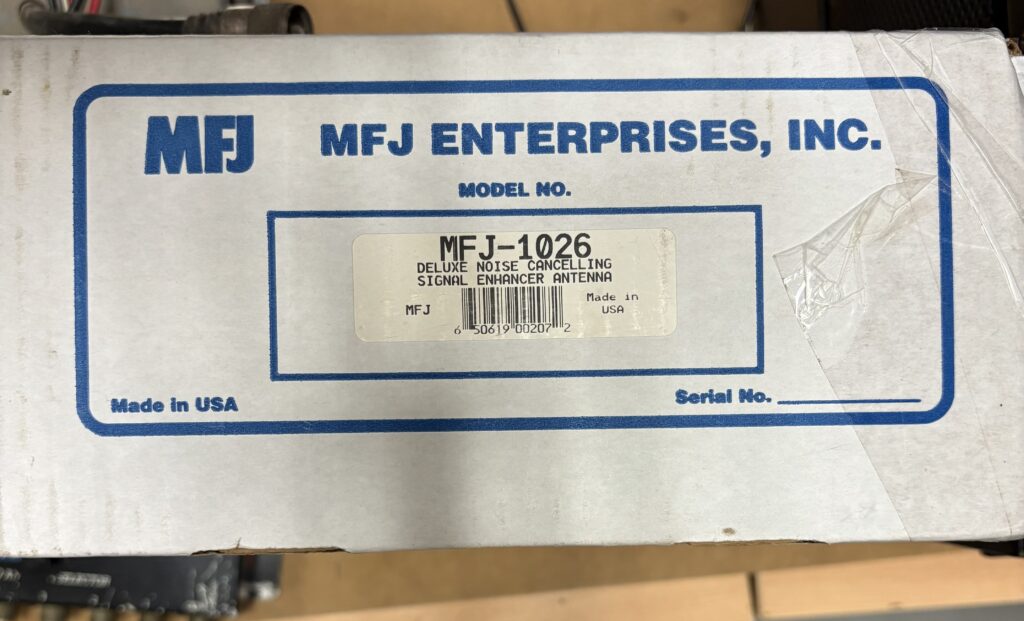 MFJ MFJ ENTERPRISES, INC.
MODEL NO.
MFJ-1026
DELUXE NOISE CANCELLING
SIGNAL ENHANCER ANTENNA
MFJ
Made in
USA
6 50619 00207 2
Made in USA
Serial No.